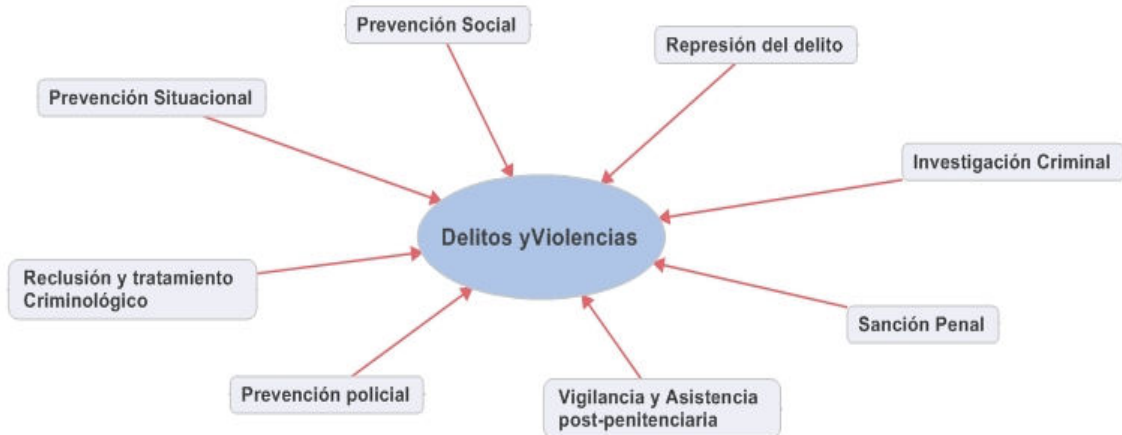 Prevención Social
Represión del delito
Prevención Situacional
Investigación Criminal
Delitos yViolencias
Reclusión y tratamiento
Criminológico
Sanción Penal
Prevención policial
Vigilancia y Asistencia
post-penitenciaria